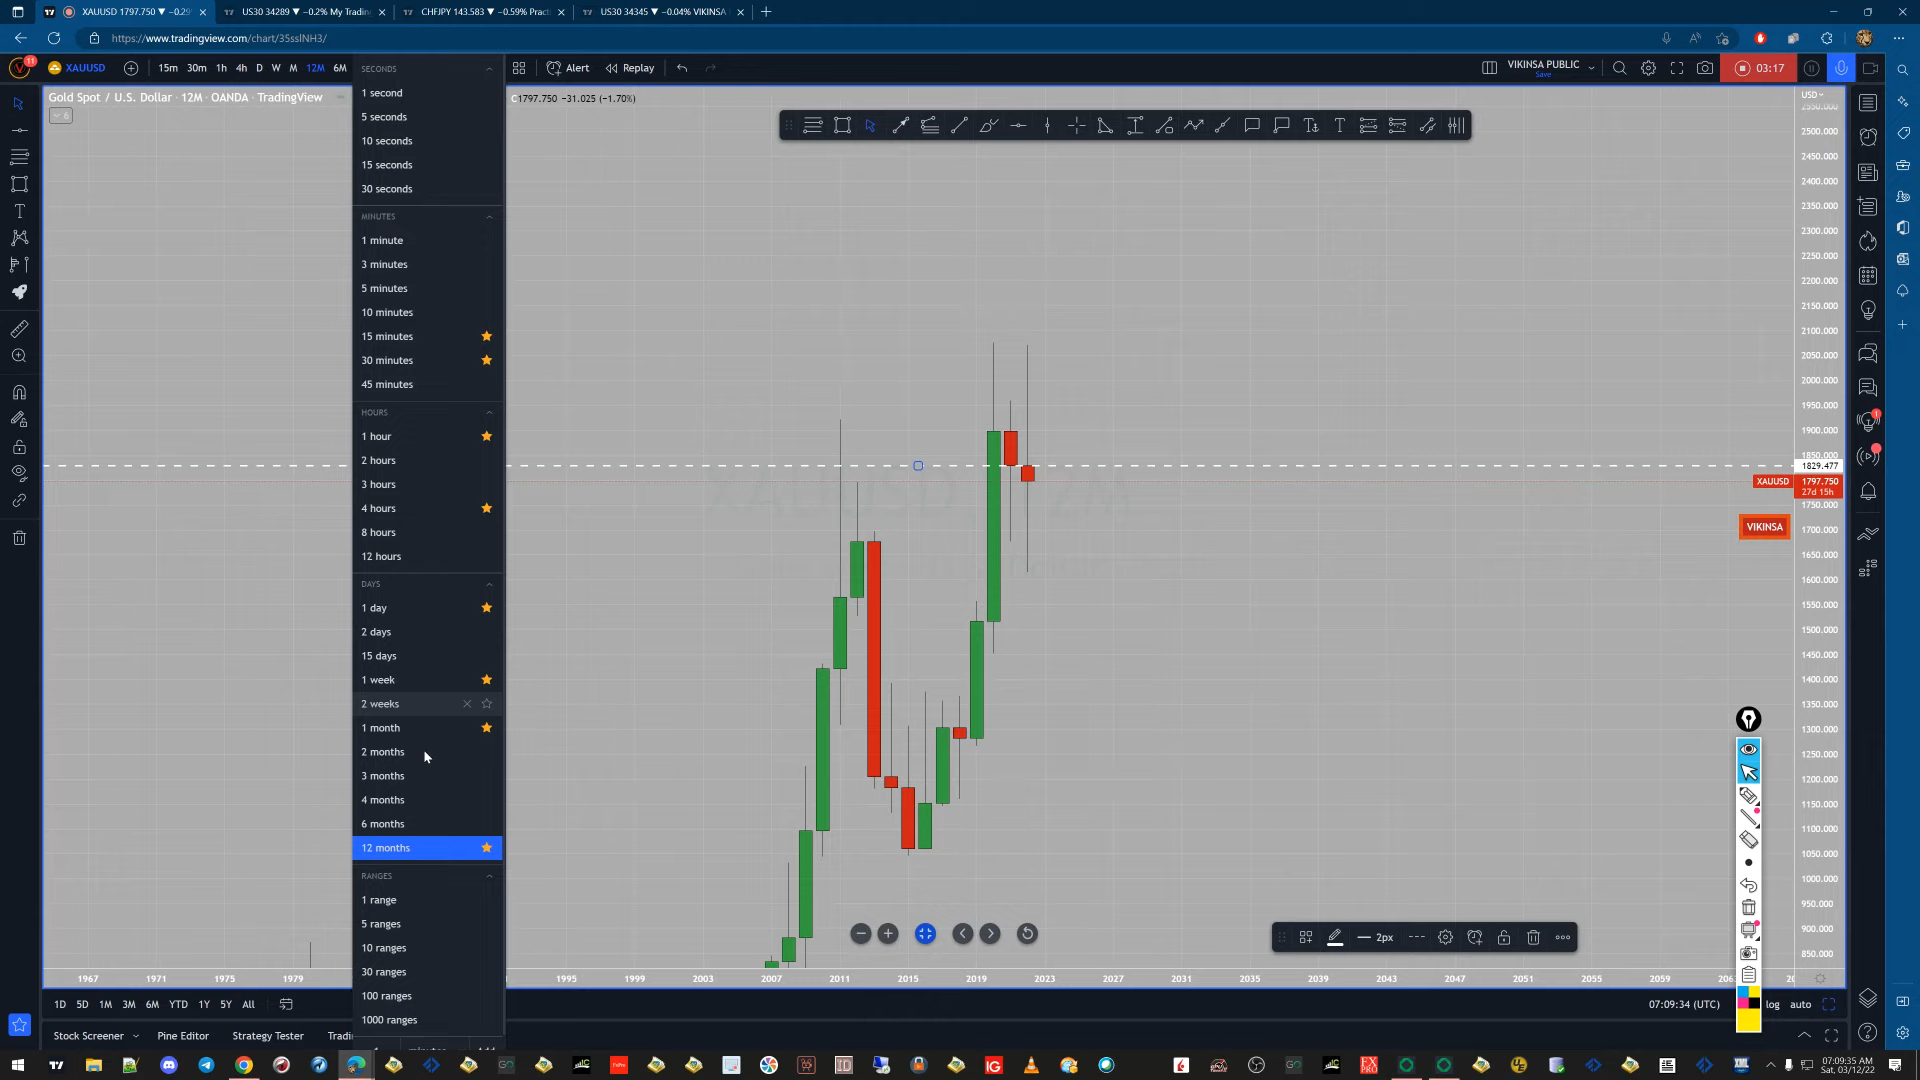 XAUUSD 1797.750 ▼ −0.29
US30 34289 ▼ −0.2% My Trading
CHFJPY 143.583 ▼ −0.59% Pract
US30 34345 ▼ −0.04% VIKINSA
https://www.tradingview.com/chart/35sslNH3/
11
XAUUSD
15m 30m 1h 4h D W M 12M 6M
Alert
Replay
VIKINSA PUBLIC
Save
03:17
Gold Spot / U.S. Dollar · 12M · OANDA · TradingView
C1797.750 −31.025 (−1.70%)
6
SECONDS
1 second
5 seconds
10 seconds
15 seconds
30 seconds
MINUTES
1 minute
3 minutes
5 minutes
10 minutes
15 minutes
30 minutes
45 minutes
HOURS
1 hour
2 hours
3 hours
4 hours
8 hours
12 hours
DAYS
1 day
2 days
15 days
1 week
2 weeks
1 month
2 months
3 months
4 months
6 months
12 months
RANGES
1 range
5 ranges
10 ranges
30 ranges
100 ranges
1000 ranges
USD
2500.000
2450.000
2400.000
2350.000
2300.000
2250.000
2200.000
2150.000
2100.000
2050.000
2000.000
1950.000
1900.000
1850.000
1829.477
XAUUSD 1797.750
27d 15h
1750.000
1700.000
VIKINSA
1650.000
1600.000
1550.000
1500.000
1450.000
1400.000
1350.000
1300.000
1250.000
1200.000
1150.000
1100.000
1050.000
1000.000
950.000
900.000
850.000
2px
1967 1971 1975 1979 1995 1999 2003 2007 2011 2015 2019 2023 2027 2031 2035 2039 2043 2047 2051 2055 2059
1D 5D 1M 3M 6M YTD 1Y 5Y All
07:09:34 (UTC)
log auto
Stock Screener
Pine Editor
Strategy Tester
Tradi
07:09:35 AM
Sat, 03/12/22